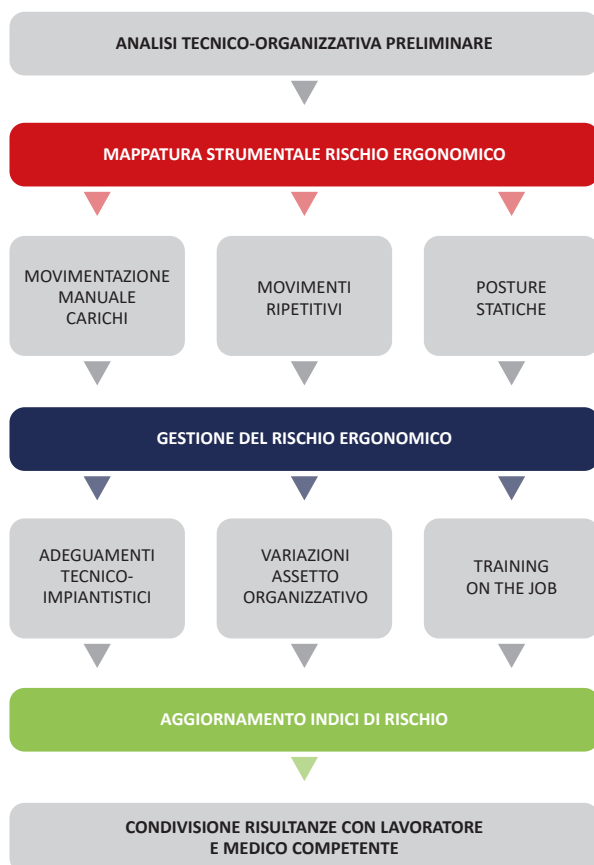 ANALISI TECNICO-ORGANIZZATIVA PRELIMINARE
MAPPATURA STRUMENTALE RISCHIO ERGONOMICO
MOVIMENTAZIONE
MANUALE
CARICHI
MOVIMENTI
RIPETITIVI
POSTURE
STATICHE
GESTIONE DEL RISCHIO ERGONOMICO
ADEGUAMENTI
TECNICO-
IMPIANTISTICI
VARIAZIONI
ASSETTO
ORGANIZZATIVO
TRAINING
ON THE JOB
AGGIORNAMENTO INDICI DI RISCHIO
CONDIVISIONE RISULTANZE CON LAVORATORE
E MEDICO COMPETENTE